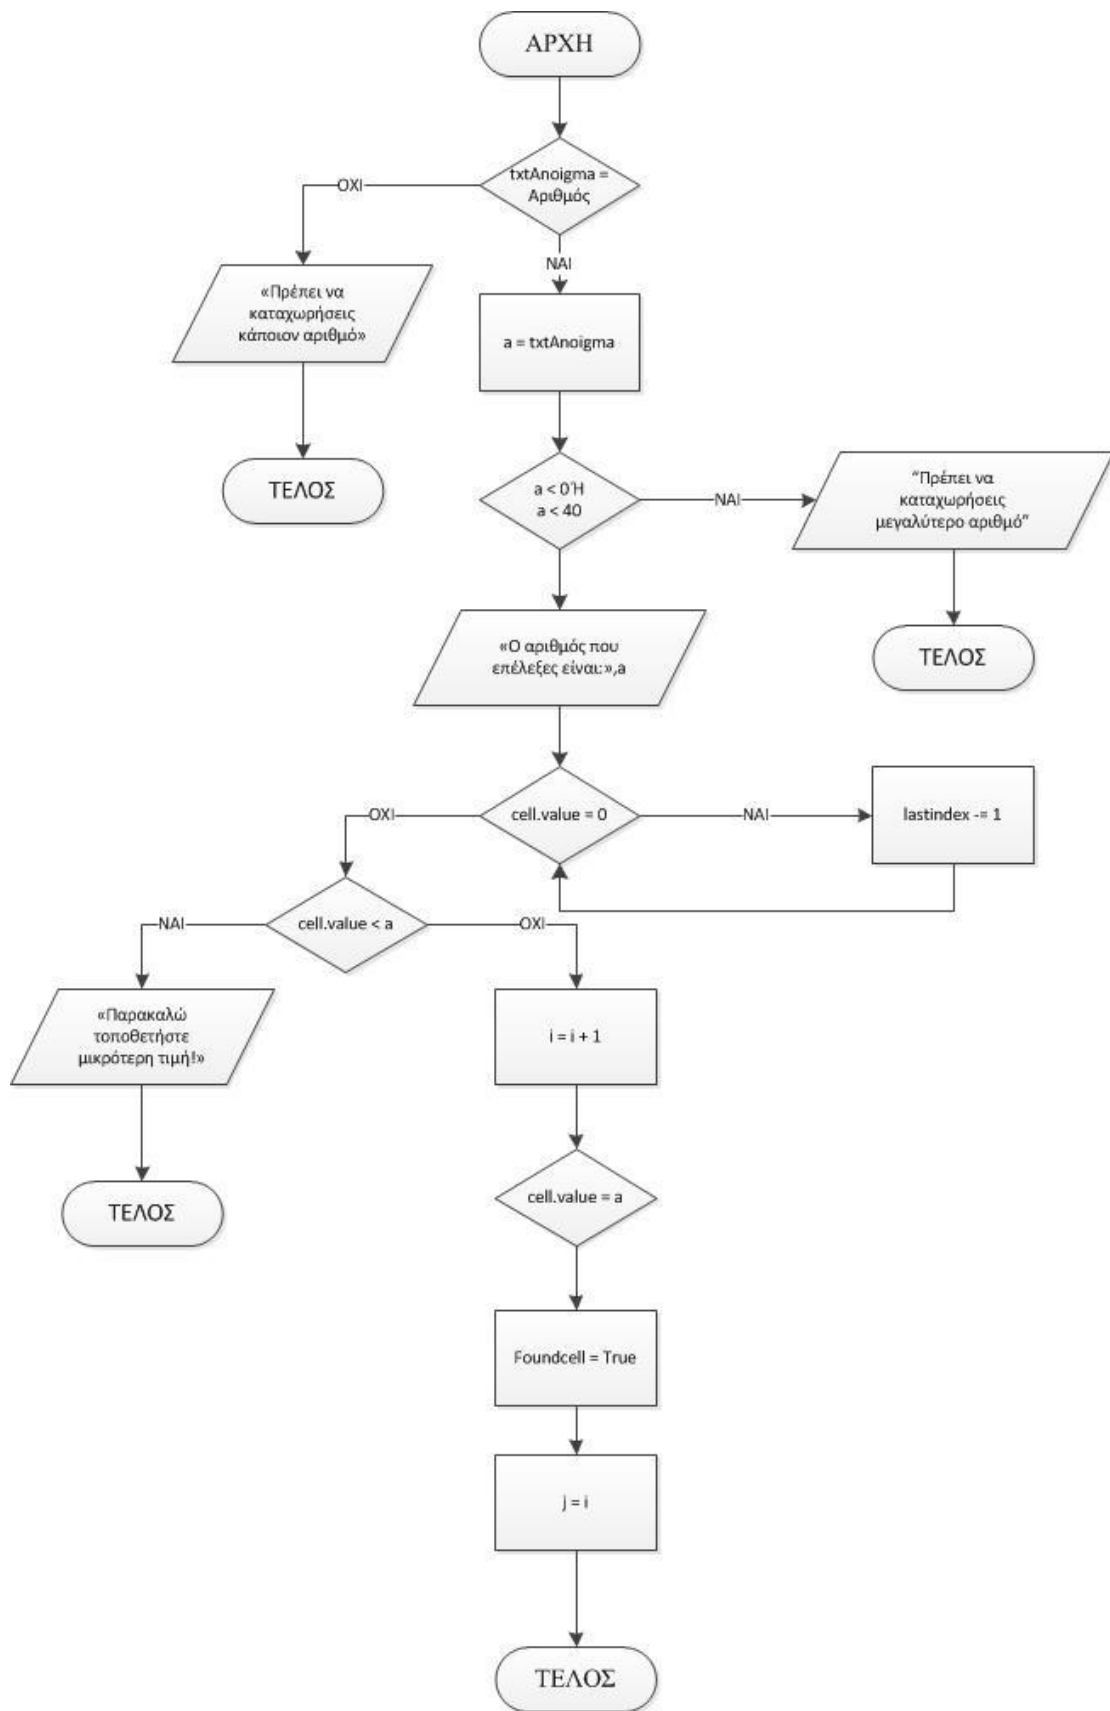 ΑΡΧΗ
txtAnoigma =
Αριθμός
ΟΧΙ
ΝΑΙ
«Πρέπει να
καταχωρήσεις
κάποιον αριθμό»
a = txtAnoigma
ΤΕΛΟΣ
a < 0 Ή
a < 40
ΝΑΙ
“Πρέπει να
καταχωρήσεις
μεγαλύτερο αριθμό”
ΤΕΛΟΣ
«Ο αριθμός που
επέλεξες είναι:»,a
ΟΧΙ
cell.value = 0
ΝΑΙ
lastindex -= 1
ΝΑΙ
cell.value < a
ΟΧΙ
«Παρακαλώ
τοποθετήστε
μικρότερη τιμή!»
i = i + 1
ΤΕΛΟΣ
cell.value = a
Foundcell = True
j = i
ΤΕΛΟΣ